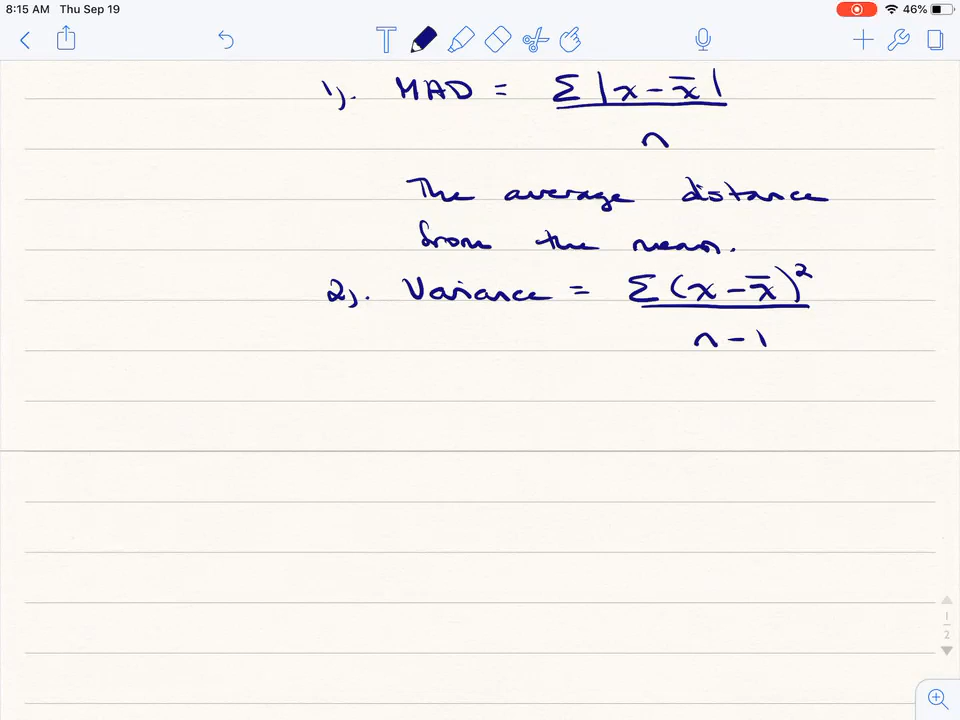 8:15 AM Thu Sep 19
46%
T
1). MAD = Σ |x - x̅|
n
The average distance
from the mean.
2). Variance = Σ (x - x̅)²
n - 1
1
2